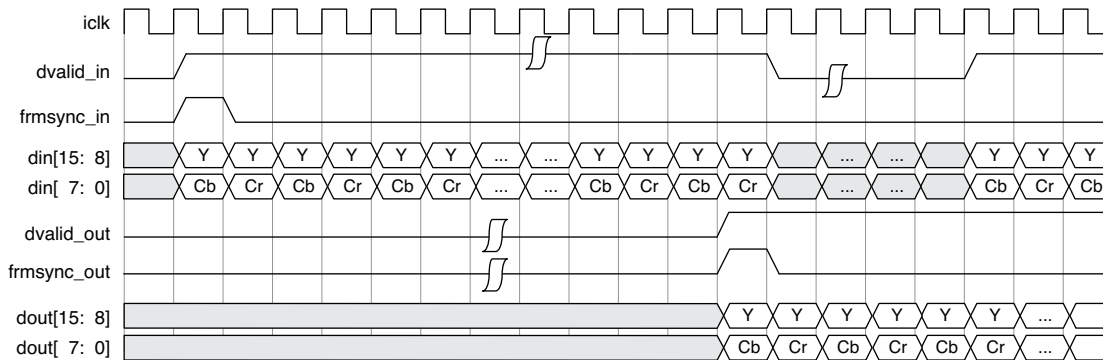 iclk
dvalid_in
frmsync_in
din[15: 8] Y Y Y Y Y Y ... ... Y Y Y Y ... ... Y Y Y
din[ 7: 0] Cb Cr Cb Cr Cb Cr ... ... Cb Cr Cb Cr ... ... Cb Cr Cb
dvalid_out
frmsync_out
dout[15: 8] Y Y Y Y Y Y ...
dout[ 7: 0] Cb Cr Cb Cr Cb Cr ...